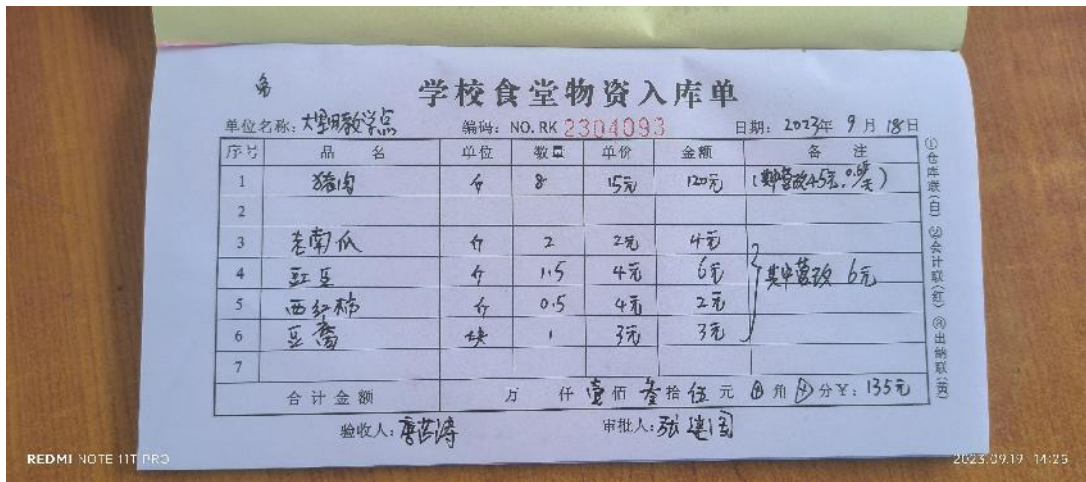 学校食堂物资入库单
单位名称: 大里田教学点 编码: NO. RK 2304093 日期: 2023年 9月 18日
序号 品 名 单位 数量 单价 金额 备 注
1 猪肉 斤 8 15元 120元 (其中营改45元,
2
3 老南瓜 斤 2 2元 4元
4 豇豆 斤 1.5 4元 6元 其中营改 6元
5 西红柿 斤 0.5 4元 2元
6 豆腐 块 1 3元 3元
7
合计金额 万 仟 壹佰 叁拾 伍元 角 分 ¥: 135元
验收人: 审批人: 张建国
①仓库联(白) ②会计联(红) ③出纳联(黄)
REDMI NOTE 11T PRO
2023.09.19 14:25